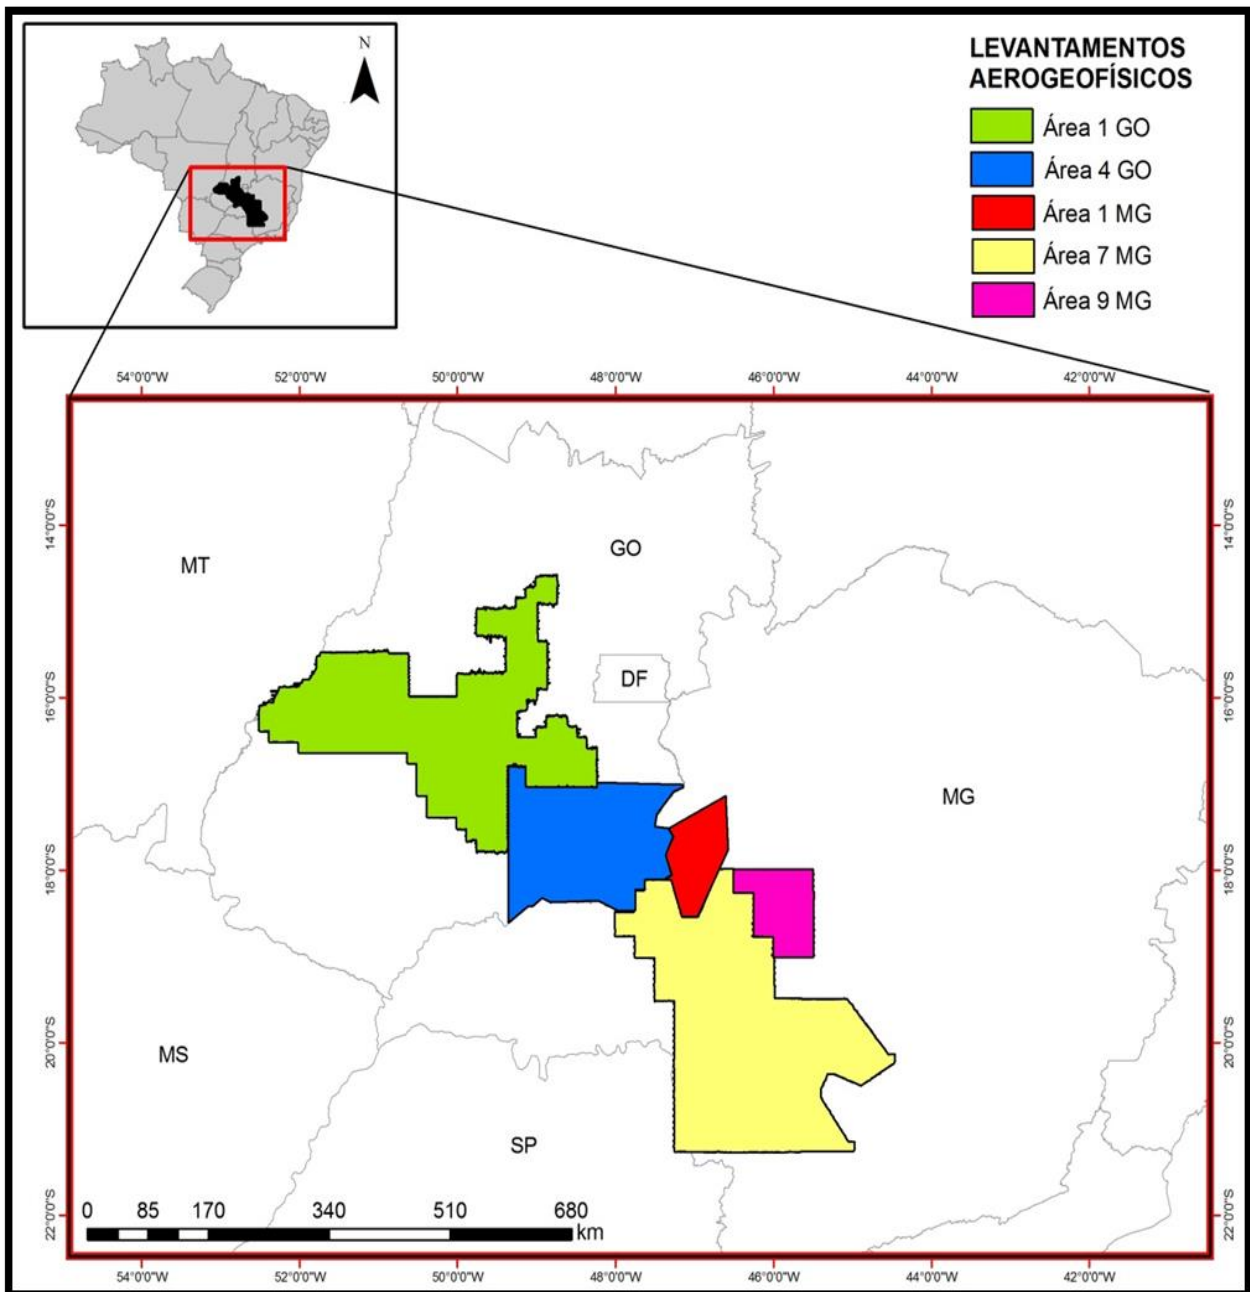 N
LEVANTAMENTOS
AEROGEOFÍSICOS
Área 1 GO
Área 4 GO
Área 1 MG
Área 7 MG
Área 9 MG
54°0'0"W 52°0'0"W 50°0'0"W 48°0'0"W 46°0'0"W 44°0'0"W 42°0'0"W
14°0'0"S 14°0'0"S
GO
MT
DF
16°0'0"S 16°0'0"S
MG
18°0'0"S 18°0'0"S
20°0'0"S 20°0'0"S
MS
SP
22°0'0"S 22°0'0"S
0 85 170 340 510 680
km
54°0'0"W 52°0'0"W 50°0'0"W 48°0'0"W 46°0'0"W 44°0'0"W 42°0'0"W